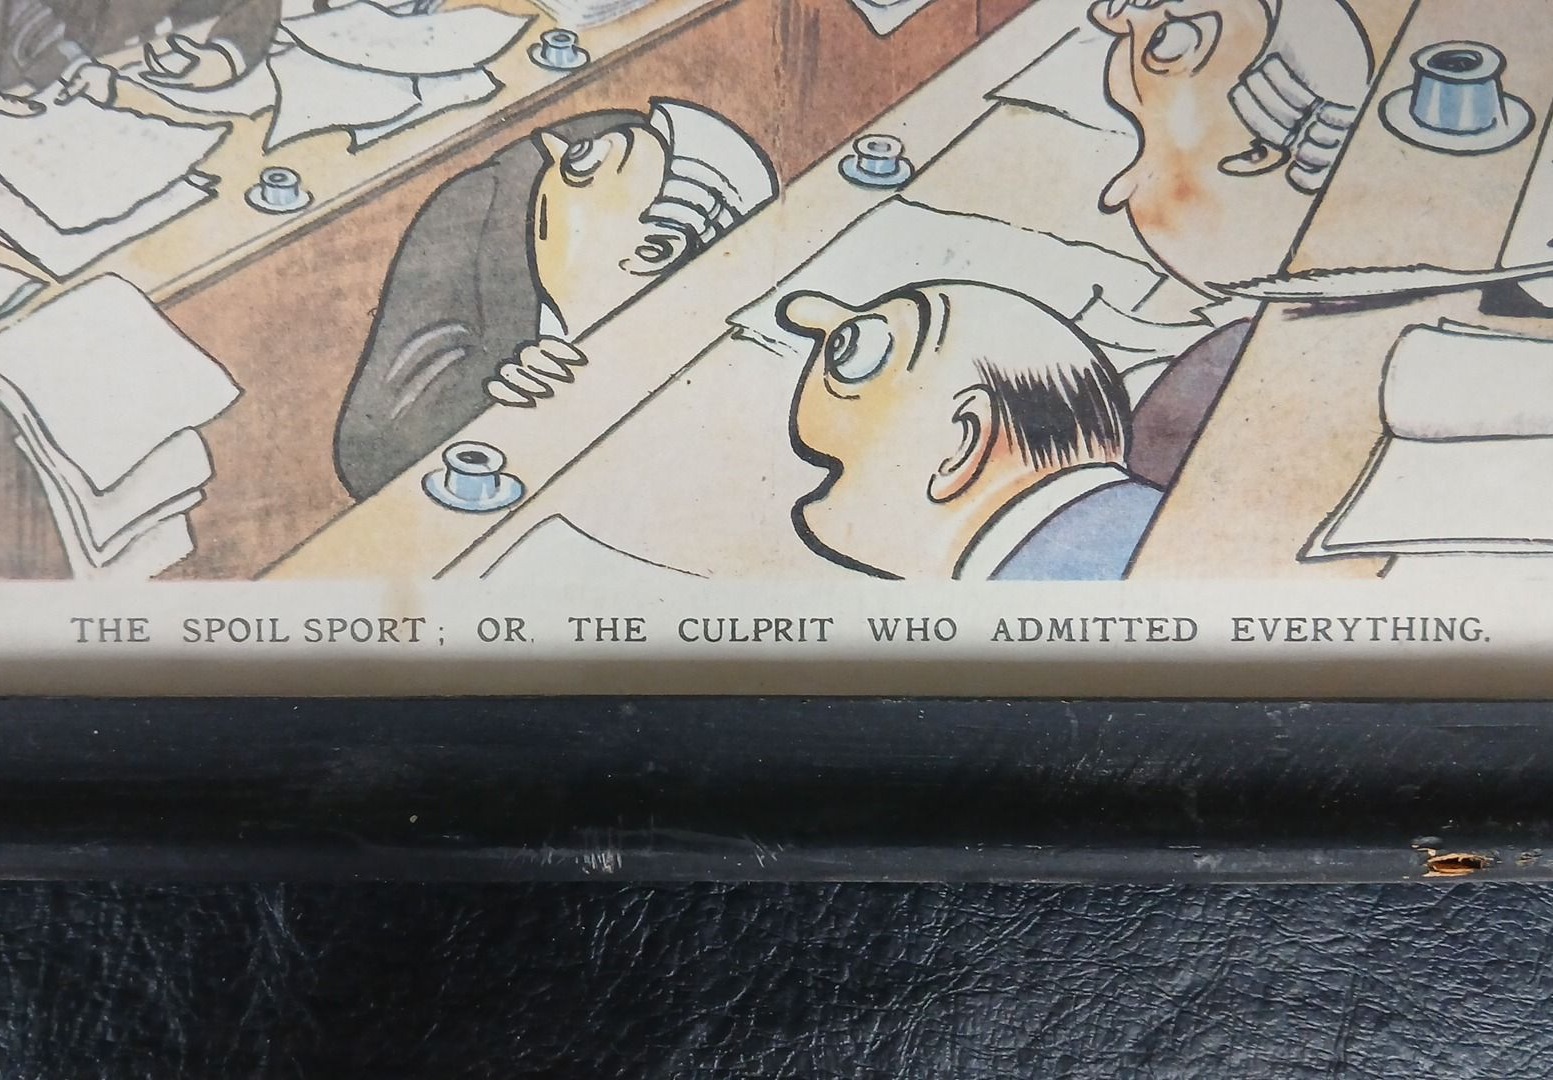 THE SPOIL SPORT; OR, THE CULPRIT WHO ADMITTED EVERYTHING.